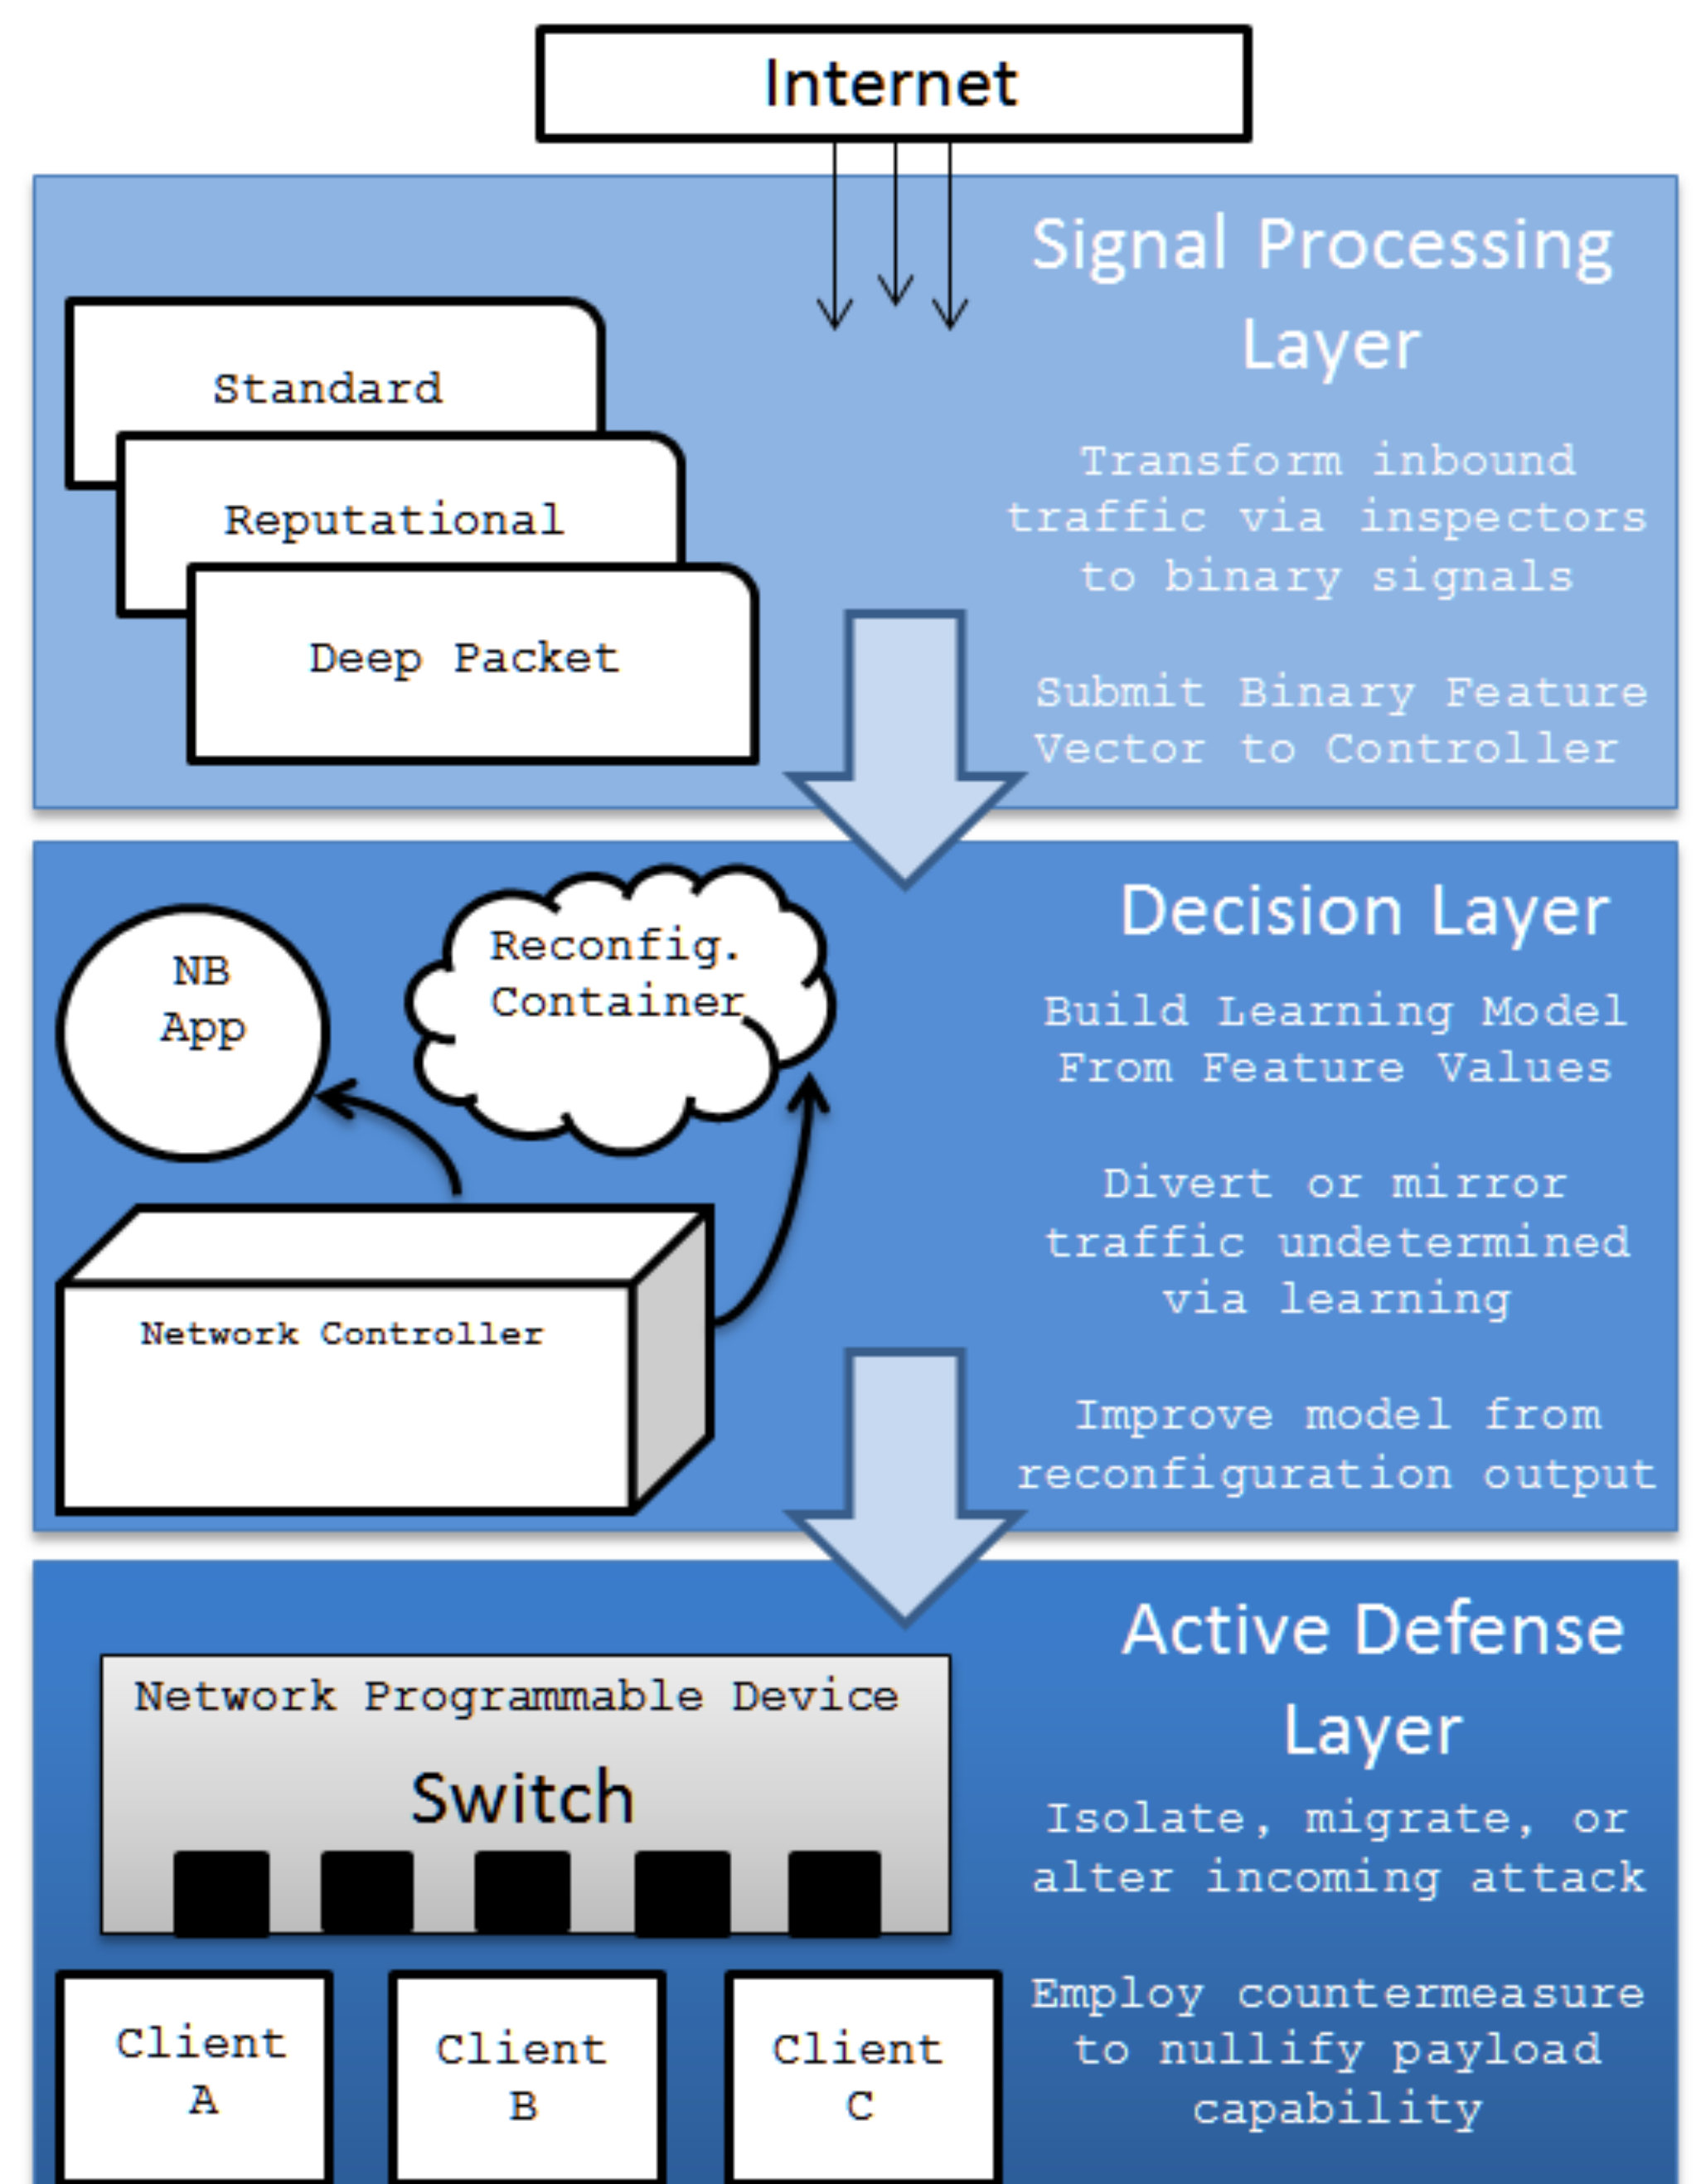 Internet
Signal Processing
Layer
Standard
Reputational
Deep Packet
Transform inbound
traffic via inspectors
to binary signals
Submit Binary Feature
Vector to Controller
Decision Layer
NB
App
Reconfig.
Container
Network Controller
Build Learning Model
From Feature Values
Divert or mirror
traffic undetermined
via learning
Improve model from
reconfiguration output
Active Defense
Layer
Network Programmable Device
Switch
Client
A
Client
B
Client
C
Isolate, migrate, or
alter incoming attack
Employ countermeasure
to nullify payload
capability